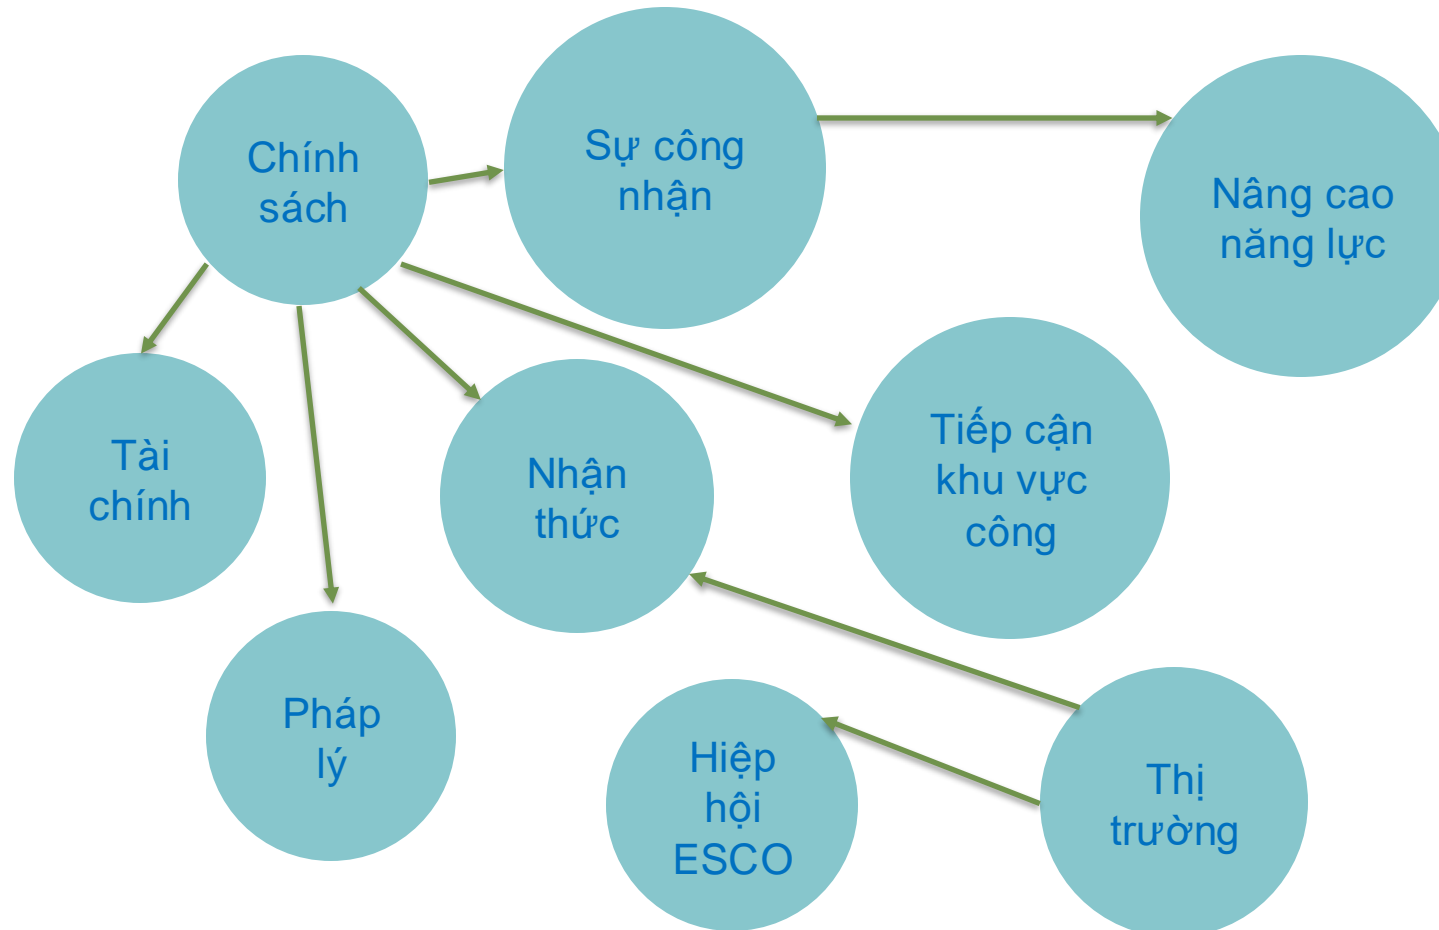 Chính
sách
Sự công
nhận
Nâng cao
năng lực
Tài
chính
Nhận
thức
Tiếp cận
khu vực
công
Pháp
lý
Hiệp
hội
ESCO
Thị
trường